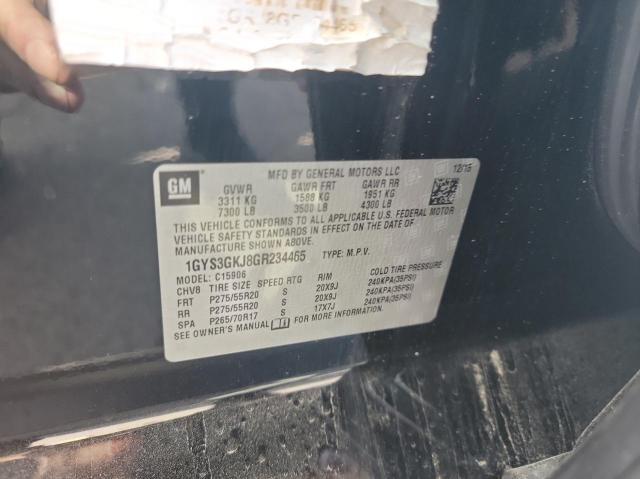 34465
GM
MFD BY GENERAL MOTORS LLC
12/15
GVWR GAWR FRT GAWR RR
3311 KG 1588 KG 1951 KG
7300 LB 3500 LB 4300 LB
THIS VEHICLE CONFORMS TO ALL APPLICABLE U.S. FEDERAL MOTOR
VEHICLE SAFETY STANDARDS IN EFFECT ON THE DATE OF
MANUFACTURE SHOWN ABOVE.
1GYS3GKJ8GR234465 TYPE: M.P.V.
MODEL: C15906
CHVB TIRE SIZE SPEED RTG RIM COLD TIRE PRESSURE
FRT P275/55R20 S 20X9J 240KPA(35PSI)
RR P275/55R20 S 20X9J 240KPA(35PSI)
SPA P265/70R17 S 17X7J 240KPA(35PSI)
SEE OWNER'S MANUAL